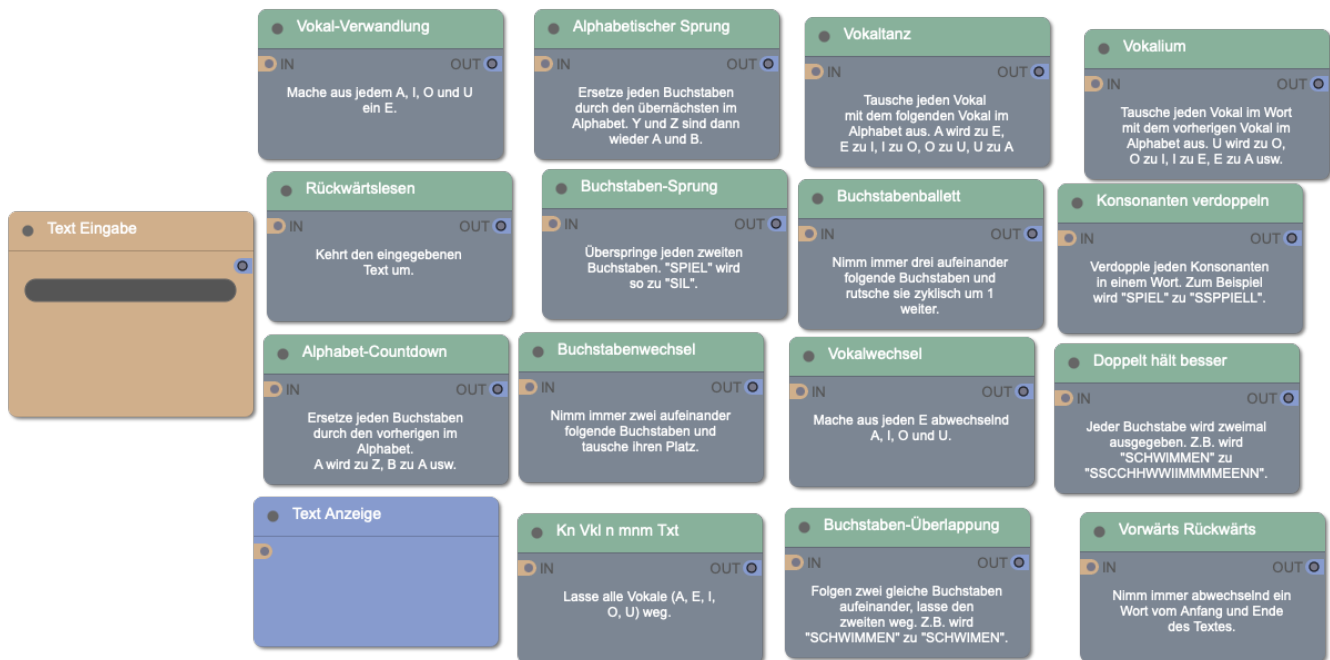 Vokal-Verwandlung
IN OUT
Mache aus jedem A, I, O und U
ein E.
Alphabetischer Sprung
IN OUT
Ersetze jeden Buchstaben
durch den übernächsten im
Alphabet. Y und Z sind dann
wieder A und B.
Vokaltanz
IN OUT
Tausche jeden Vokal
mit dem folgenden Vokal im
Alphabet aus. A wird zu E,
E zu I, I zu O, O zu U, U zu A
Vokalium
IN OUT
Tausche jeden Vokal im Wort
mit dem vorherigen Vokal im
Alphabet aus. U wird zu O,
O zu I, I zu E, E zu A usw.
Text Eingabe
Rückwärtslesen
IN OUT
Kehrt den eingegebenen
Text um.
Buchstaben-Sprung
IN OUT
Überspringe jeden zweiten
Buchstaben. "SPIEL" wird
so zu "SIL".
Buchstabenballett
IN OUT
Nimm immer drei aufeinander
folgende Buchstaben und
rutsche sie zyklisch um 1
weiter.
Konsonanten verdoppeln
IN OUT
Verdopple jeden Konsonanten
in einem Wort. Zum Beispiel
wird "SPIEL" zu "SSPPIELL".
Alphabet-Countdown
IN OUT
Ersetze jeden Buchstaben
durch den vorherigen im
Alphabet.
A wird zu Z, B zu A usw.
Buchstabenwechsel
IN OUT
Nimm immer zwei aufeinander
folgende Buchstaben und
tausche ihren Platz.
Vokalwechsel
IN OUT
Mache aus jeden E abwechselnd
A, I, O und U.
Doppelt hält besser
IN OUT
Jeder Buchstabe wird zweimal
ausgegeben. Z.B. wird
"SCHWIMMEN" zu
"SSCCHHWWIIMMMMEENN".
Text Anzeige
Kn Vkl n mnm Txt
IN OUT
Lasse alle Vokale (A, E, I,
O, U) weg.
Buchstaben-Überlappung
IN OUT
Folgen zwei gleiche Buchstaben
aufeinander, lasse den
zweiten weg. Z.B. wird
"SCHWIMMEN" zu "SCHWIMEN".
Vorwärts Rückwärts
IN OUT
Nimm immer abwechselnd ein
Wort vom Anfang und Ende
des Textes.